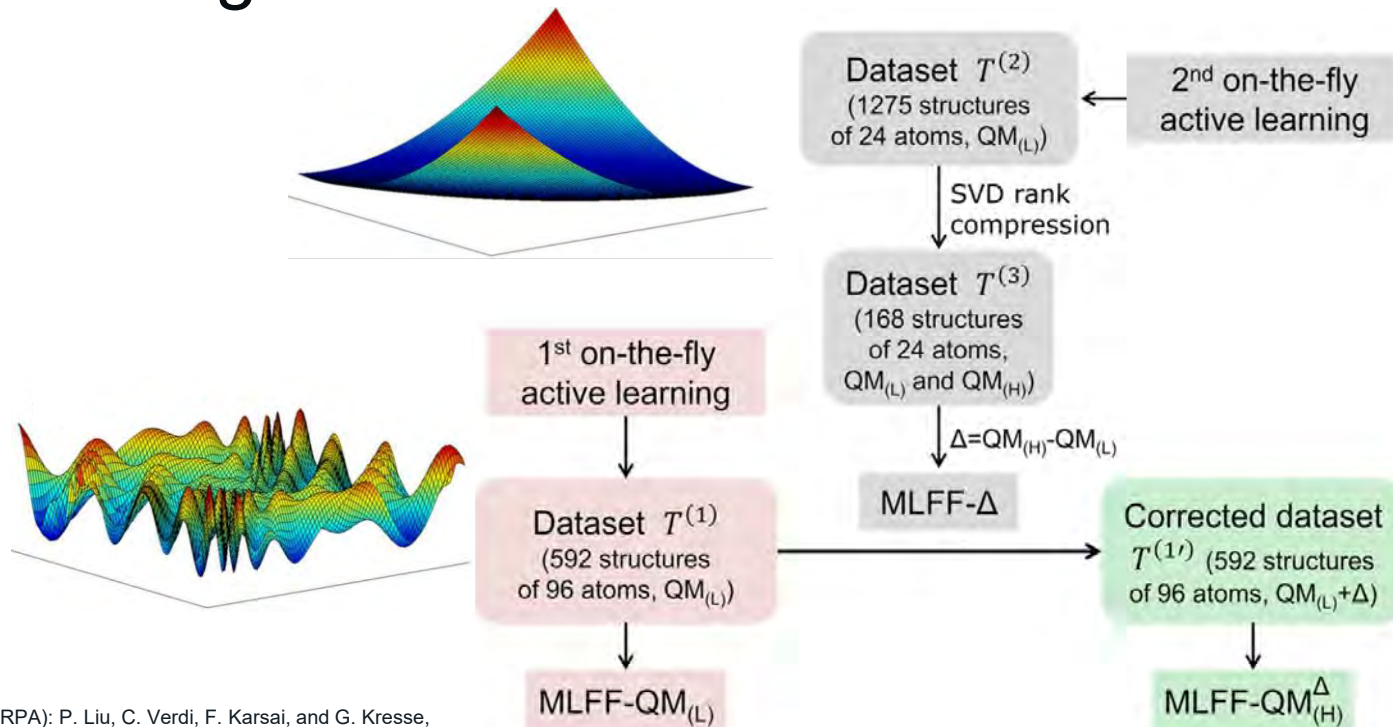 Dataset T⁽²⁾
(1275 structures
of 24 atoms, QM₍L₎)
2ⁿᵈ on-the-fly
active learning
SVD rank
compression
Dataset T⁽³⁾
(168 structures
of 24 atoms,
QM₍L₎ and QM₍H₎)
1ˢᵗ on-the-fly
active learning
Δ=QM₍H₎-QM₍L₎
MLFF-Δ
Dataset T⁽¹⁾
(592 structures
of 96 atoms, QM₍L₎)
Corrected dataset
T⁽¹′⁾ (592 structures
of 96 atoms, QM₍L₎+Δ)
MLFF-QM₍L₎
MLFF-QM₍H₎^Δ
RPA): P. Liu, C. Verdi, F. Karsai, and G. Kresse,